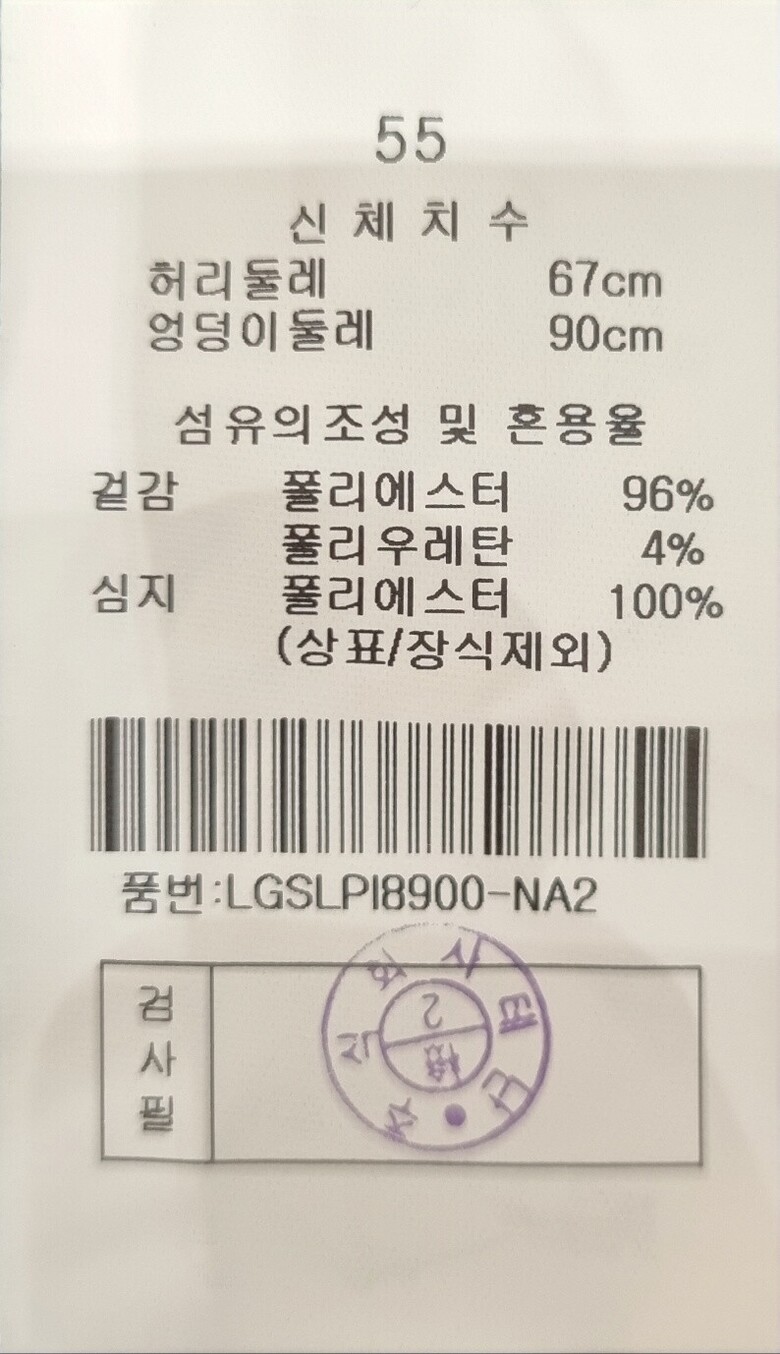 55
신체치수
허리둘레 67cm
엉덩이둘레 90cm
섬유의조성 및 혼용율
겉감 폴리에스터 96%
폴리우레탄 4%
심지 폴리에스터 100%
(상표/장식제외)
품번:LGSLPI8900-NA2
검사필
2
檢